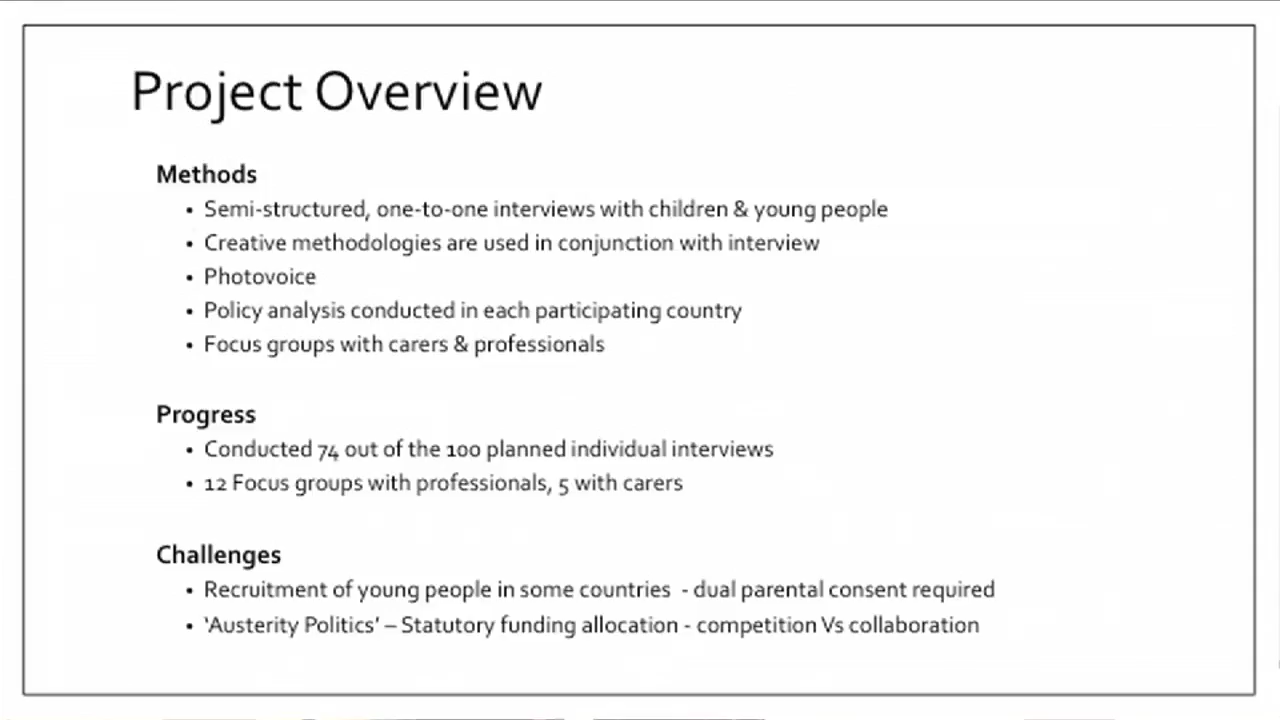 Project Overview
Methods
• Semi-structured, one-to-one interviews with children & young people
• Creative methodologies are used in conjunction with interview
• Photovoice
• Policy analysis conducted in each participating country
• Focus groups with carers & professionals
Progress
• Conducted 74 out of the 100 planned individual interviews
• 12 Focus groups with professionals, 5 with carers
Challenges
• Recruitment of young people in some countries  - dual parental consent required
• ‘Austerity Politics’ – Statutory funding allocation - competition Vs collaboration